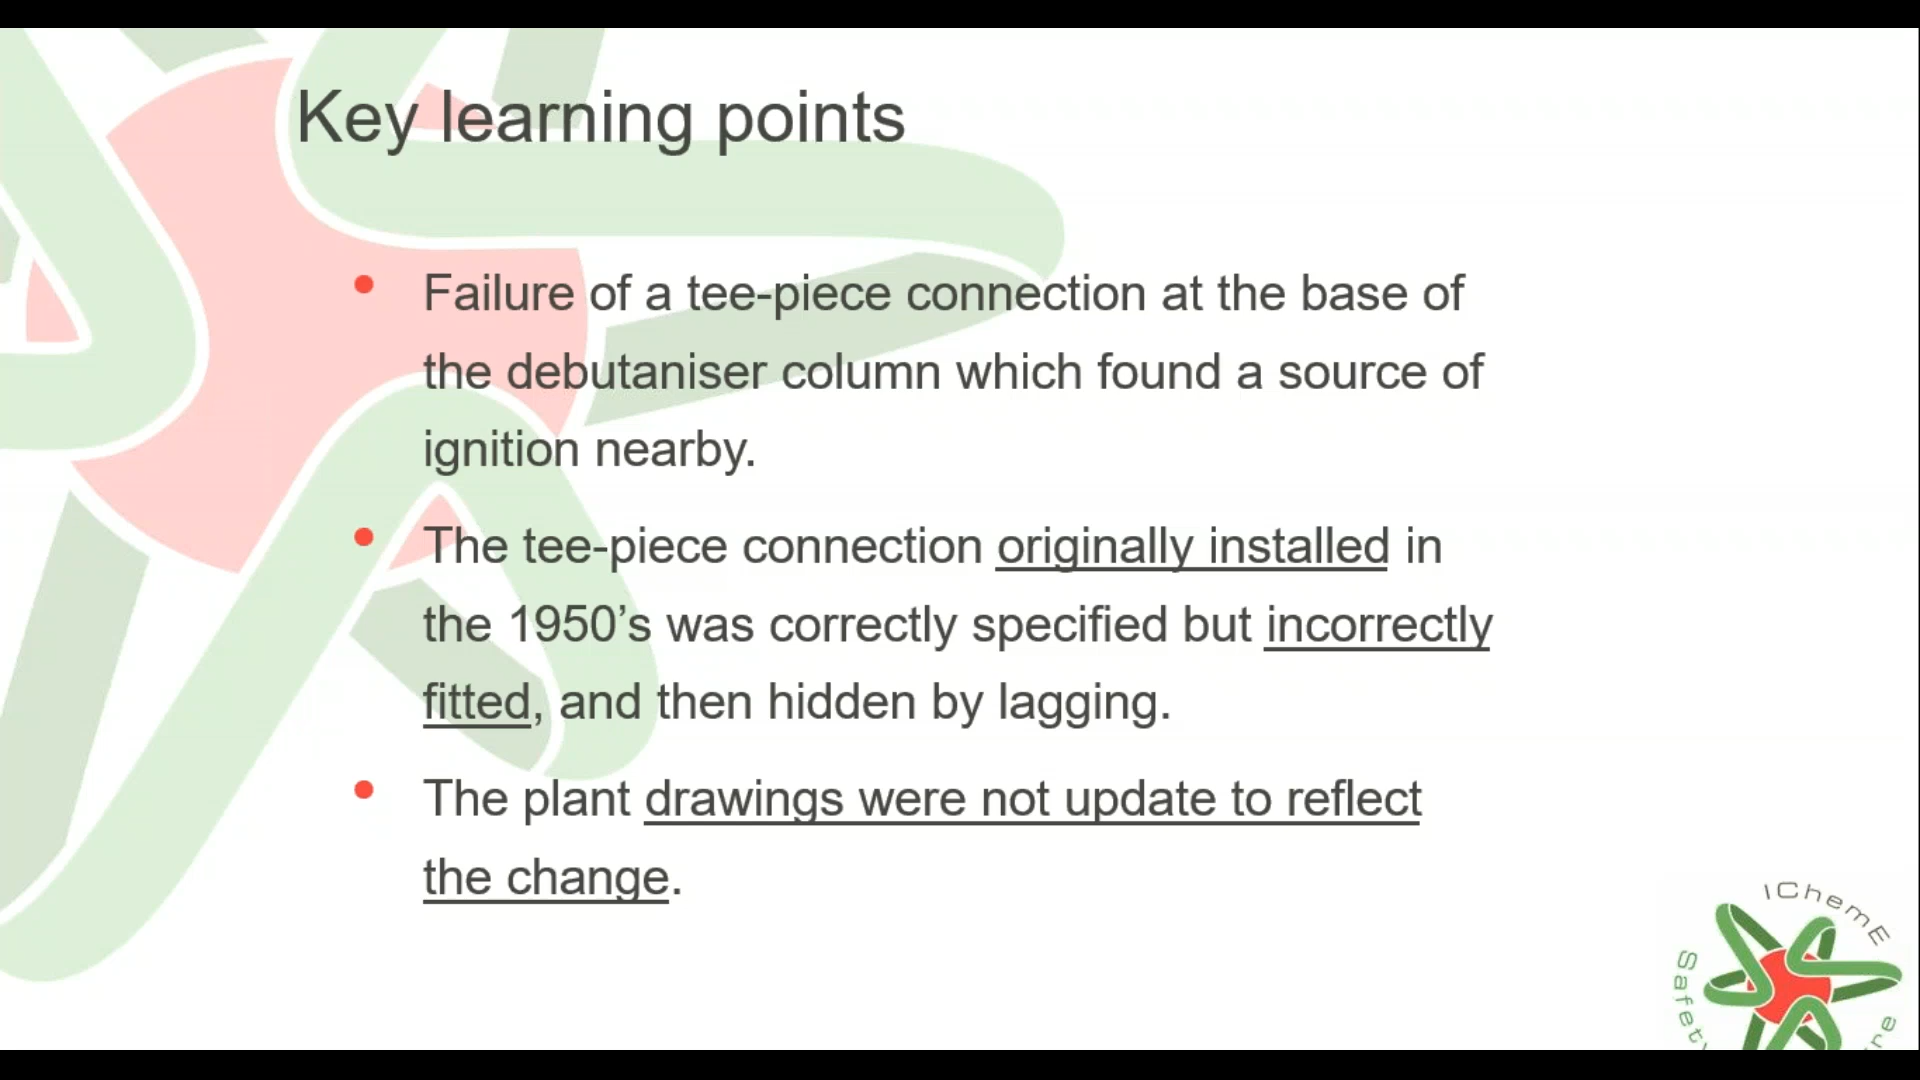 Key learning points
• Failure of a tee-piece connection at the base of
the debutaniser column which found a source of
ignition nearby.
• The tee-piece connection originally installed in
the 1950’s was correctly specified but incorrectly
fitted, and then hidden by lagging.
• The plant drawings were not update to reflect
the change.
IChemE
Safety